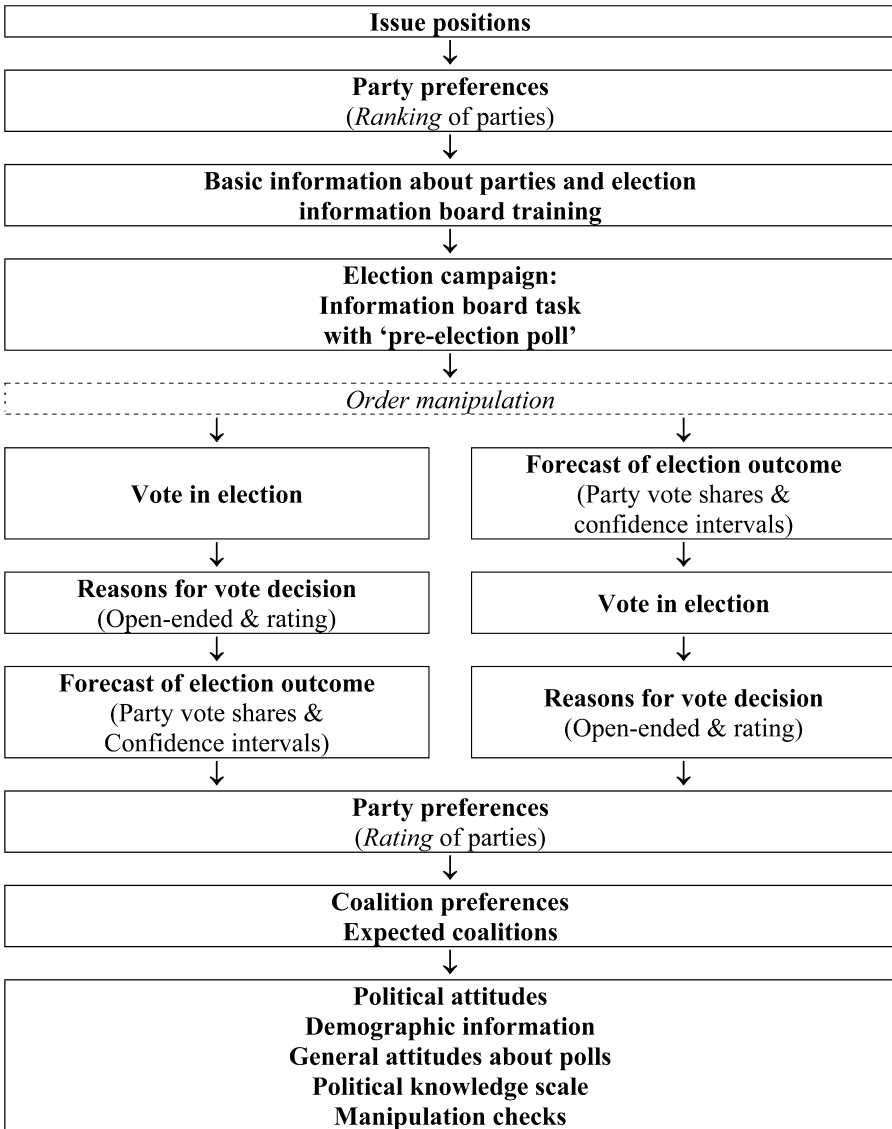 Issue positions
↓
Party preferences
(Ranking of parties)
↓
Basic information about parties and election
information board training
↓
Election campaign:
Information board task
with ‘pre-election poll’
↓
Order manipulation
↓
Vote in election
↓
Reasons for vote decision
(Open-ended & rating)
↓
Forecast of election outcome
(Party vote shares &
Confidence intervals)
↓
↓
Forecast of election outcome
(Party vote shares &
confidence intervals)
↓
Vote in election
↓
Reasons for vote decision
(Open-ended & rating)
↓
Party preferences
(Rating of parties)
↓
Coalition preferences
Expected coalitions
↓
Political attitudes
Demographic information
General attitudes about polls
Political knowledge scale
Manipulation checks